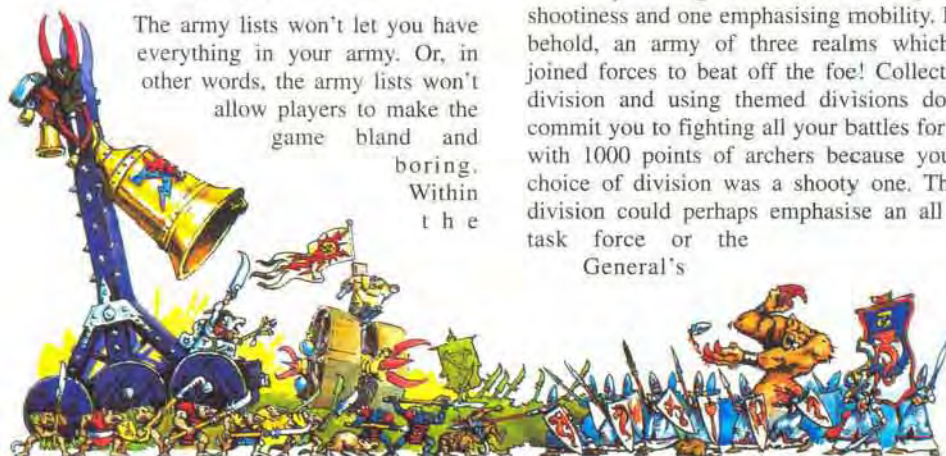 The army lists won't let you have
everything in your army. Or, in
other words, the army lists won't
allow players to make the
game bland and
boring.
Within
the
shootiness and one emphasising mobility.
behold, an army of three realms which
joined forces to beat off the foe! Collect
division and using themed divisions do
commit you to fighting all your battles for
with 1000 points of archers because you
choice of division was a shooty one. Th
division could perhaps emphasise an all
task force or the
General's